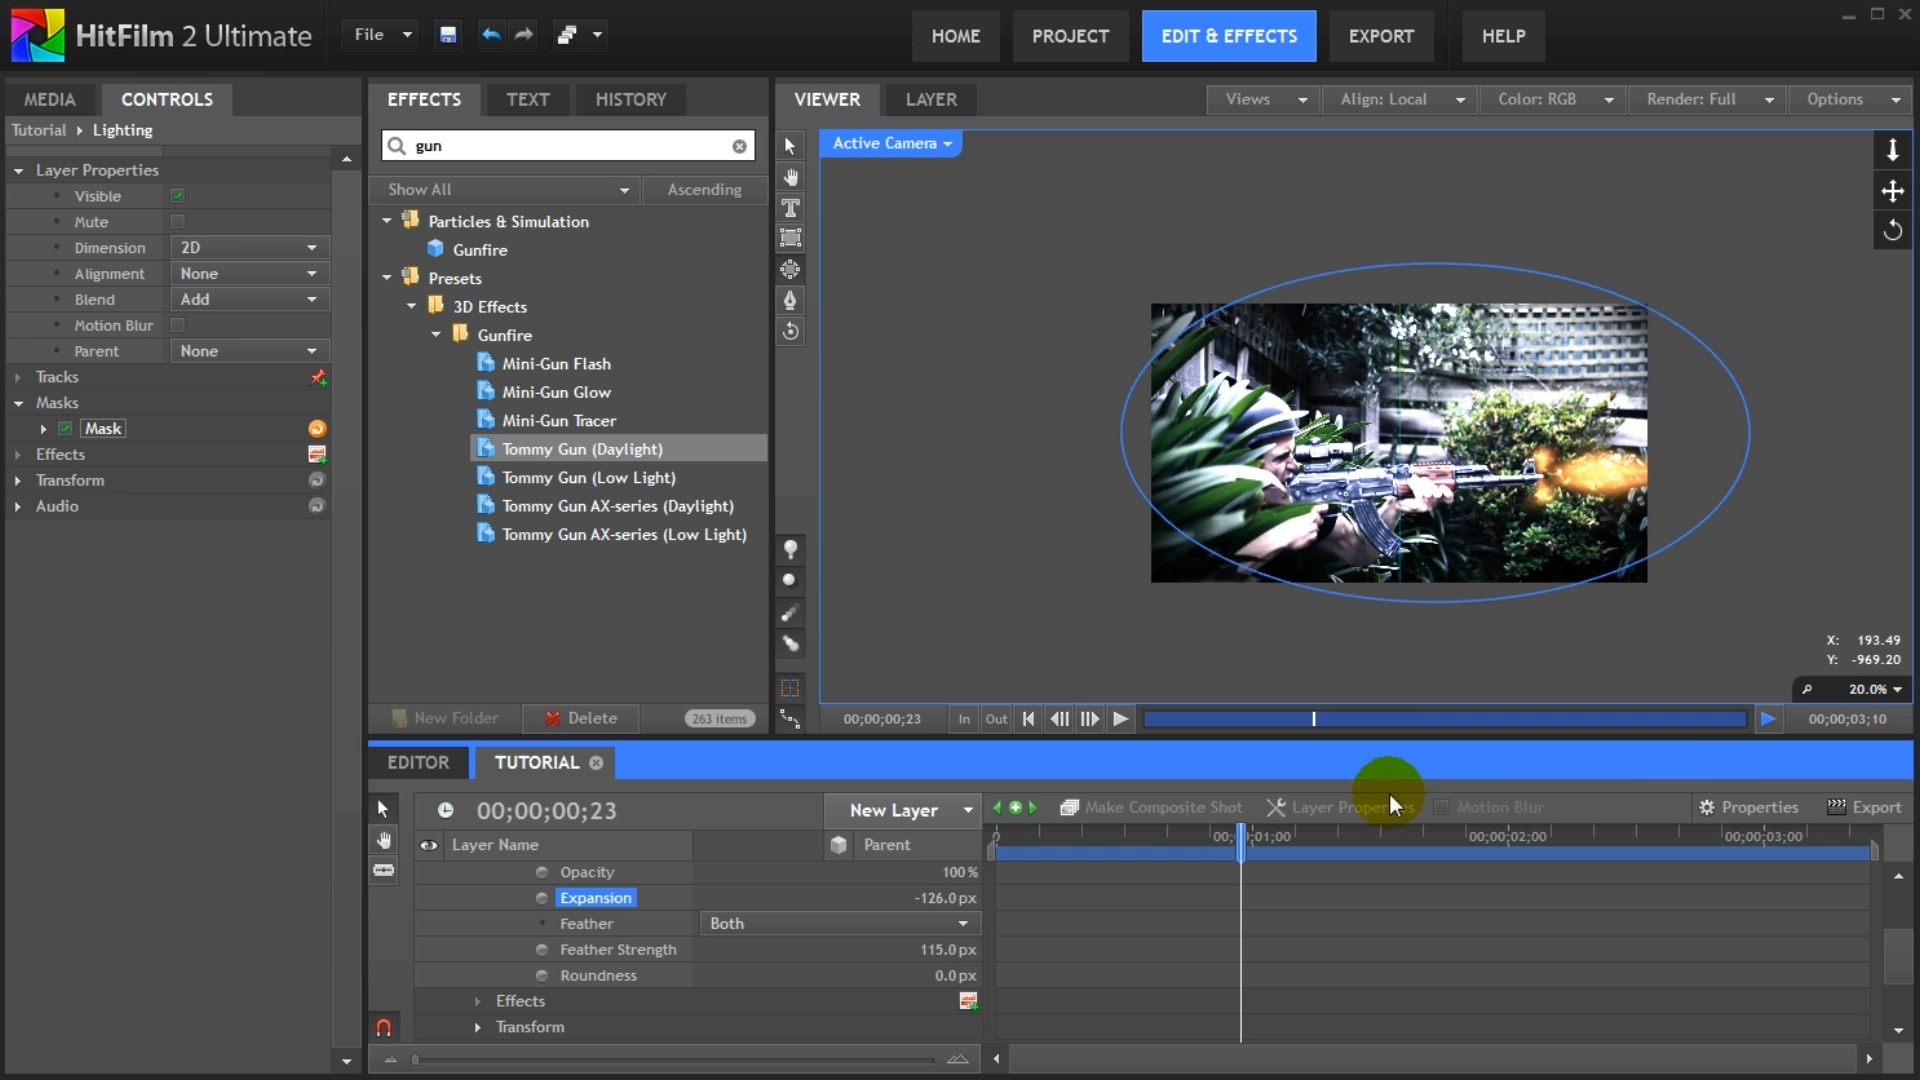 HitFilm 2 Ultimate
File
HOME
PROJECT
EDIT & EFFECTS
EXPORT
HELP
MEDIA
CONTROLS
Tutorial
Lighting
Layer Properties
Visible
Mute
Dimension
2D
Alignment
None
Blend
Add
Motion Blur
Parent
None
Tracks
Masks
Mask
Effects
Transform
Audio
EFFECTS
TEXT
HISTORY
gun
Show All
Ascending
Particles & Simulation
Gunfire
Presets
3D Effects
Gunfire
Mini-Gun Flash
Mini-Gun Glow
Mini-Gun Tracer
Tommy Gun (Daylight)
Tommy Gun (Low Light)
Tommy Gun AX-series (Daylight)
Tommy Gun AX-series (Low Light)
New Folder
Delete
263 items
VIEWER
LAYER
Views
Align: Local
Color: RGB
Render: Full
Options
Active Camera
X: 193.49
Y: -969.20
20.0%
00;00;00;23
In
Out
00;00;03;10
EDITOR
TUTORIAL
00;00;00;23
New Layer
Make Composite Shot
Motion Blur
Properties
Export
Layer Name
Parent
0
00;00;02;00
00;00;03;00
Opacity
100%
Expansion
-126.0 px
Feather
Both
Feather Strength
115.0 px
Roundness
0.0 px
Effects
Transform